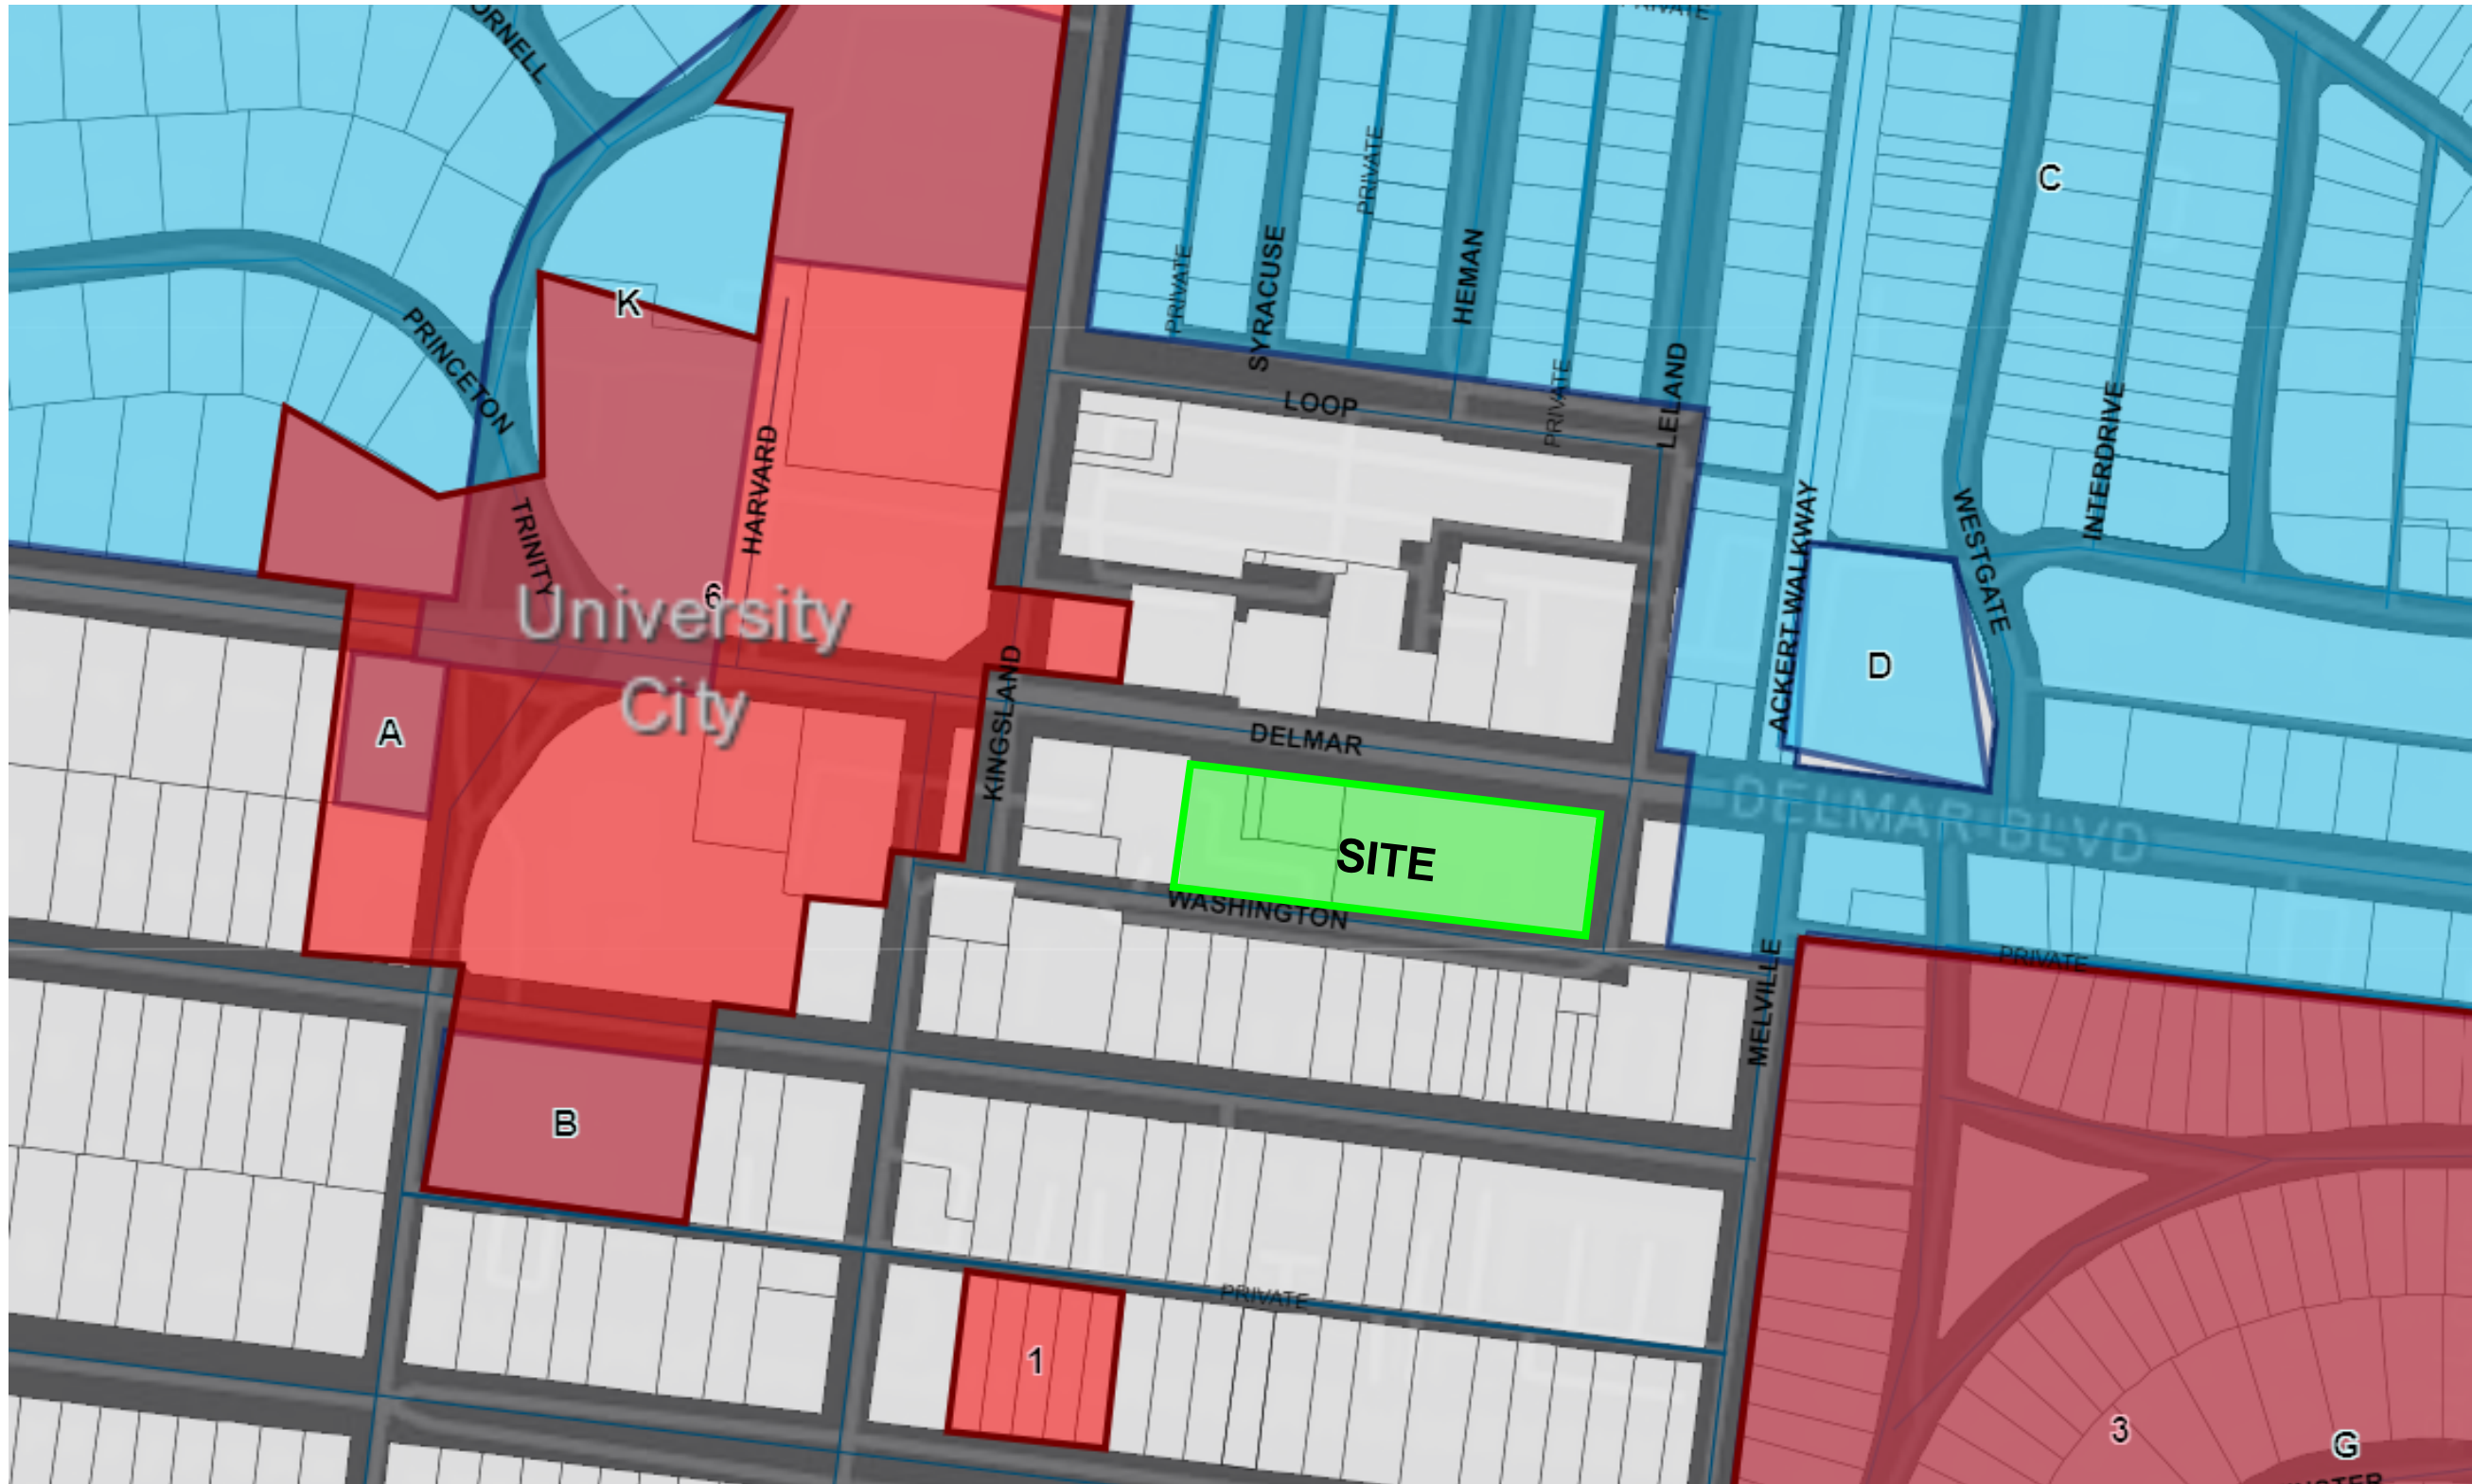 ORNELL
PRIVATE
C
PRIVATE
PRIVATE
SYRACUSE
HEMAN
K
PRINCETON
LOOP
PRIVATE
LELAND
INTERDRIVE
HARVARD
TRINITY
ACKERT WALKWAY
WESTGATE
6
University
City
KINGSLAND
D
A
DELMAR
DELMAR BLVD
SITE
WASHINGTON
MELVILLE
PRIVATE
B
PRIVATE
1
3
G